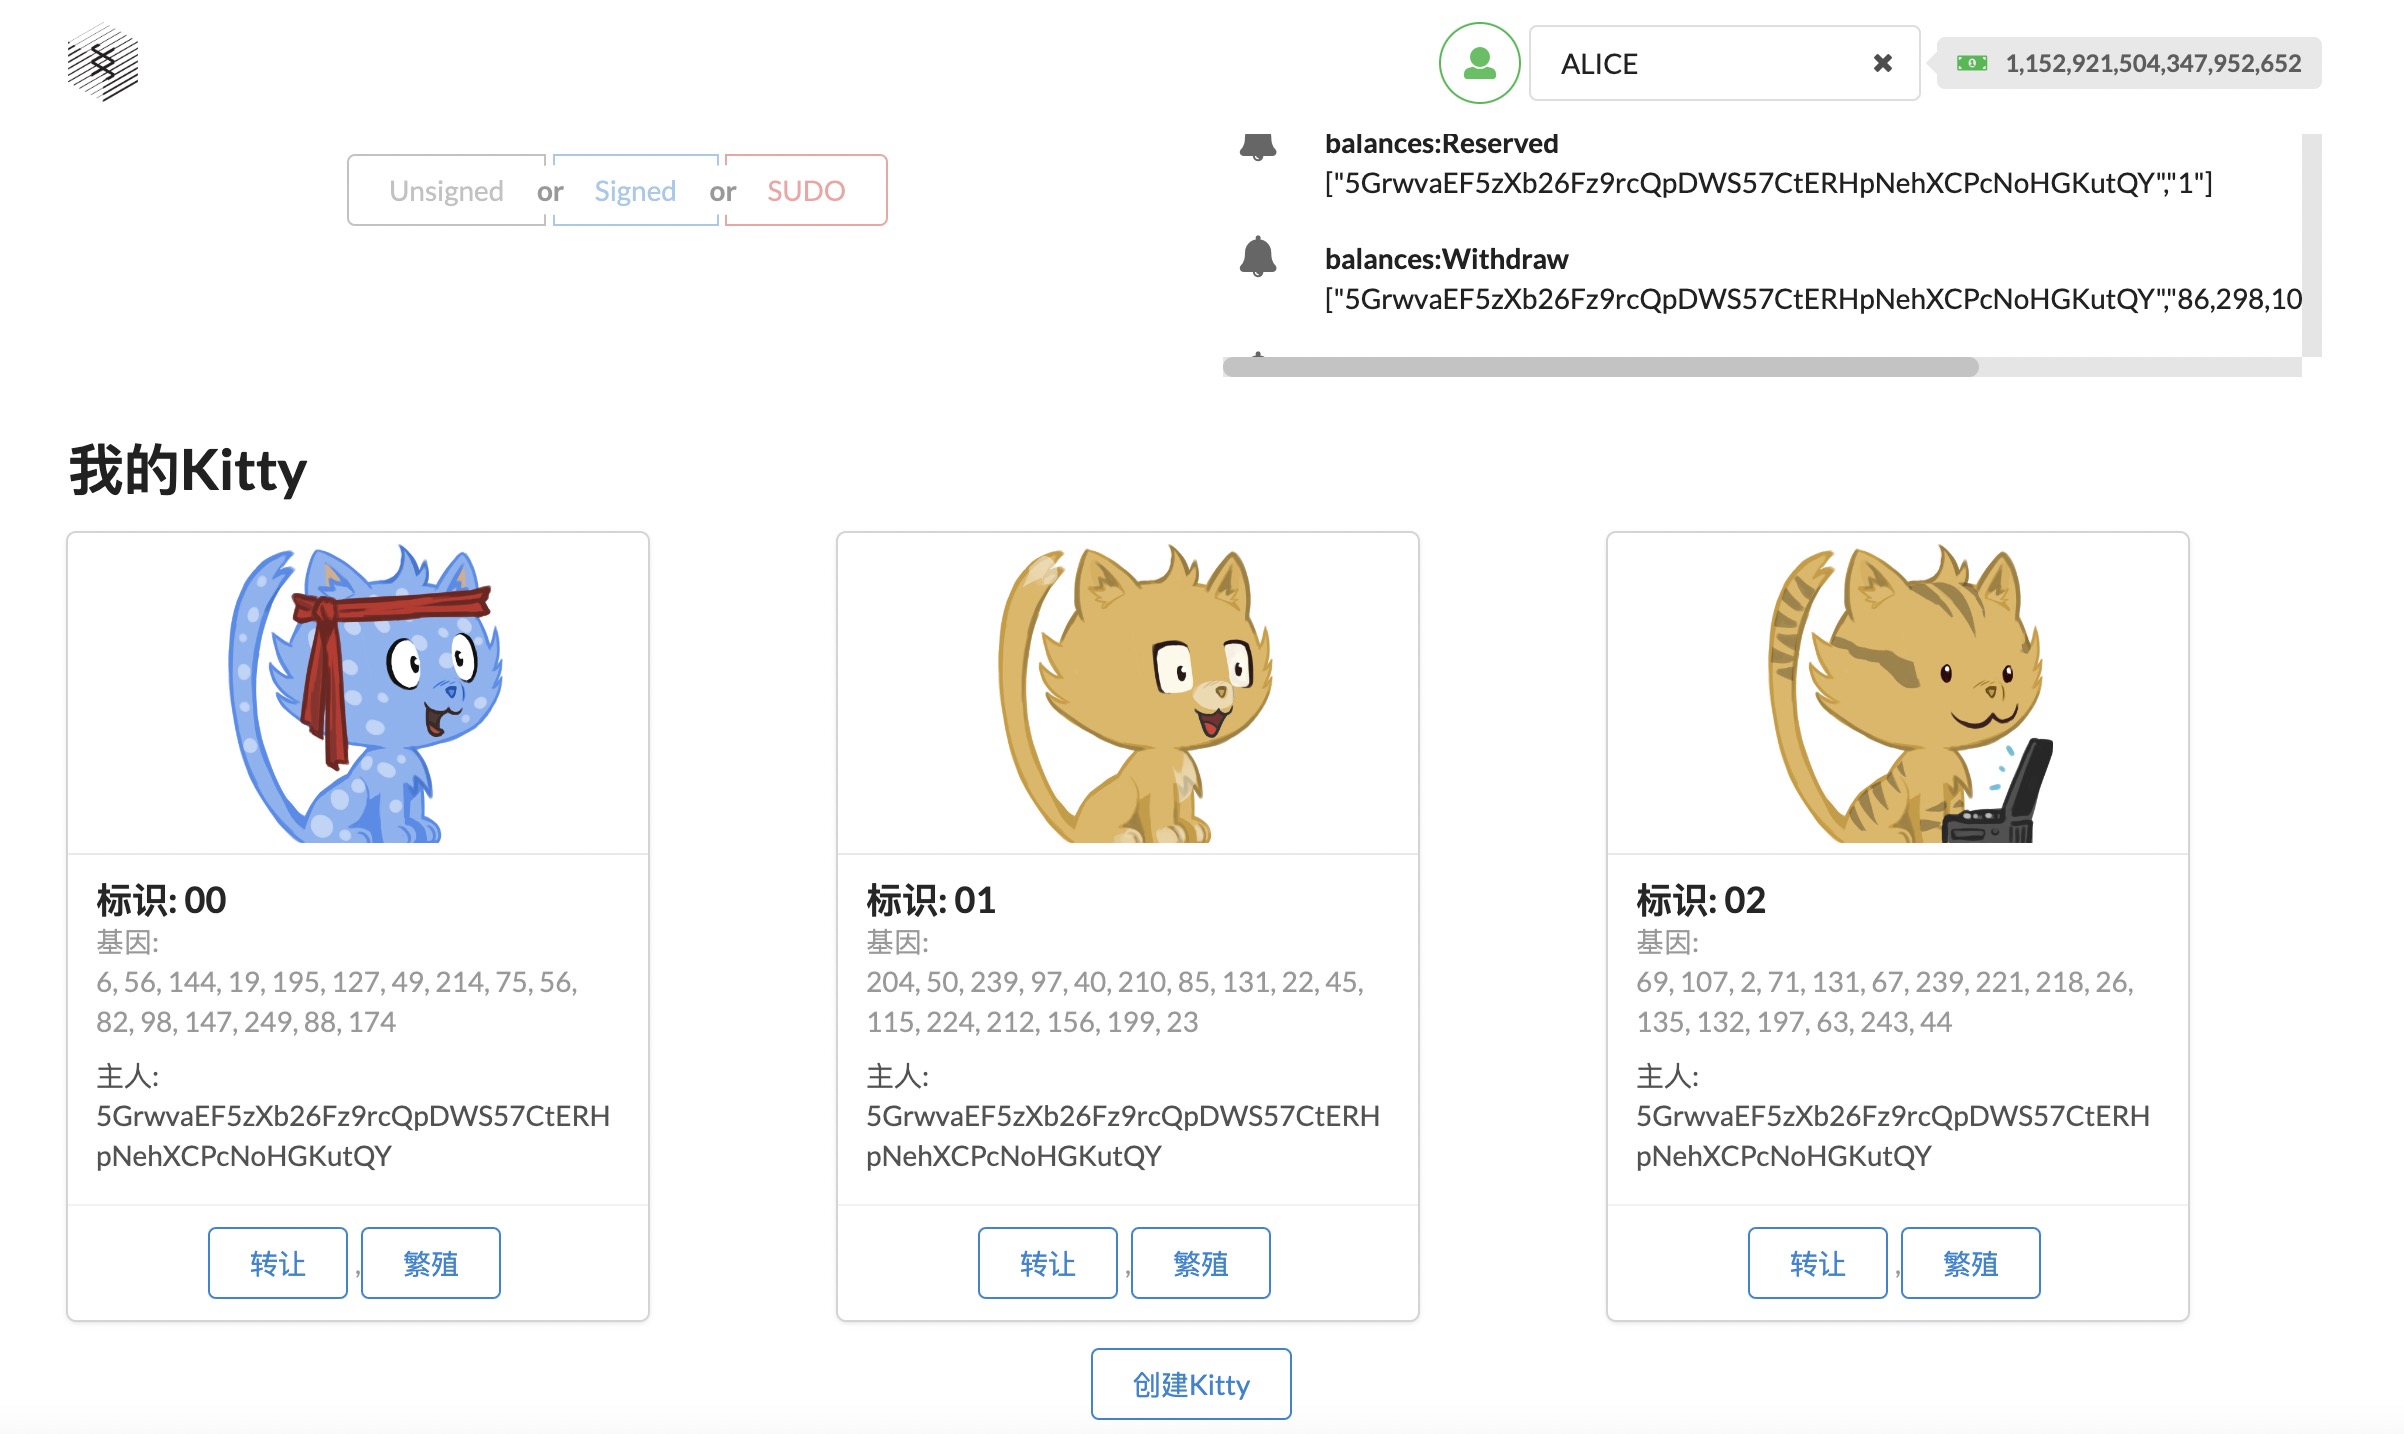 ALICE
1,152,921,504,347,952,652
Unsigned or Signed or SUDO
balances:Reserved
["5GrwvaEF5zXb26Fz9rcQpDWS57CtERHpNehXCPcNoHGKutQY","1"]
balances:Withdraw
["5GrwvaEF5zXb26Fz9rcQpDWS57CtERHpNehXCPcNoHGKutQY","86,298,10
我的Kitty
标识: 00
基因:
6, 56, 144, 19, 195, 127, 49, 214, 75, 56,
82, 98, 147, 249, 88, 174
主人:
5GrwvaEF5zXb26Fz9rcQpDWS57CtERH
pNehXCPcNoHGKutQY
转让 , 繁殖
标识: 01
基因:
204, 50, 239, 97, 40, 210, 85, 131, 22, 45,
115, 224, 212, 156, 199, 23
主人:
5GrwvaEF5zXb26Fz9rcQpDWS57CtERH
pNehXCPcNoHGKutQY
转让 , 繁殖
标识: 02
基因:
69, 107, 2, 71, 131, 67, 239, 221, 218, 26,
135, 132, 197, 63, 243, 44
主人:
5GrwvaEF5zXb26Fz9rcQpDWS57CtERH
pNehXCPcNoHGKutQY
转让 , 繁殖
创建Kitty